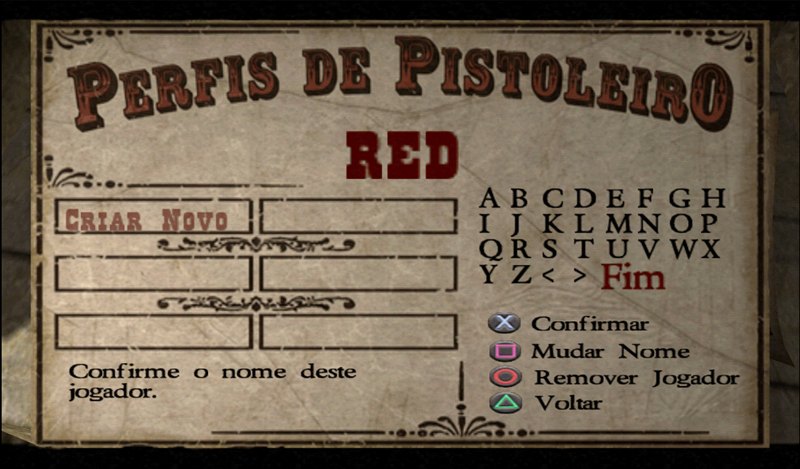 PERFIS DE PISTOLEIRO
RED
CRIAR NOVO
A B C D E F G H
I J K L M N O P
Q R S T U V W X
Y Z < > Fim
Confirmar
Mudar Nome
Remover Jogador
Voltar
Confirme o nome deste
jogador.